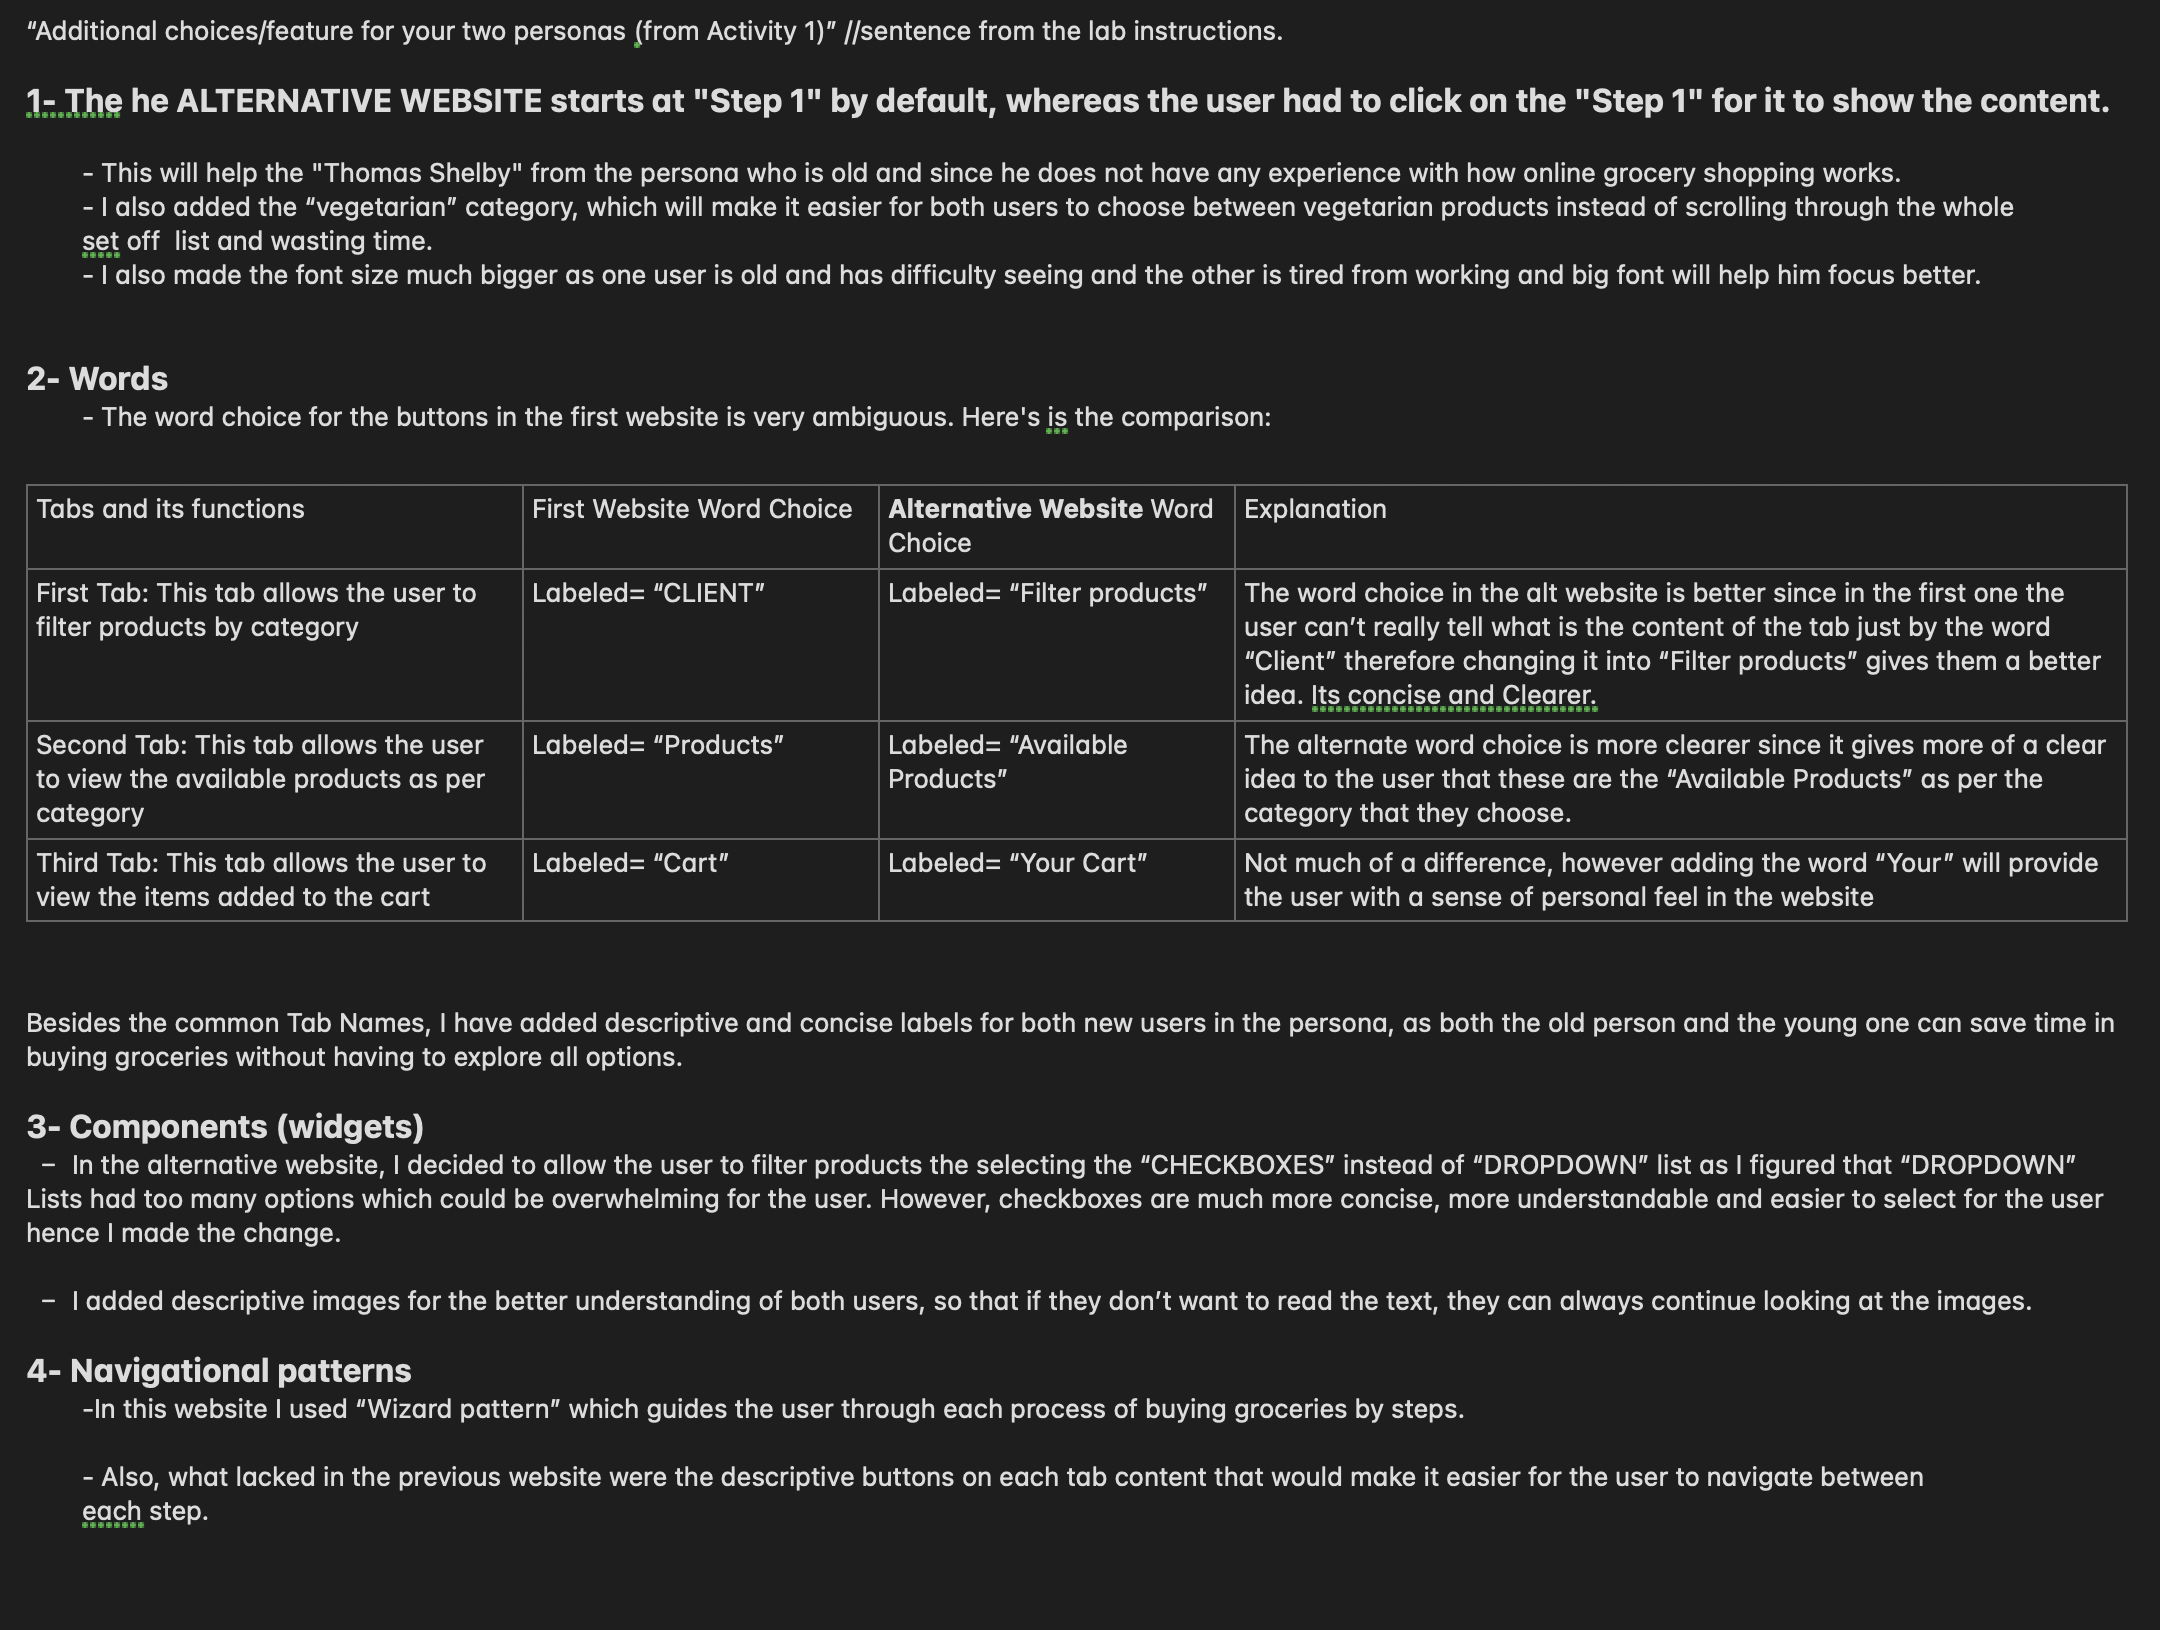 “Additional choices/feature for your two personas (from Activity 1)” //sentence from the lab instructions.
1- The he ALTERNATIVE WEBSITE starts at "Step 1" by default, whereas the user had to click on the "Step 1" for it to show the content.
- This will help the "Thomas Shelby" from the persona who is old and since he does not have any experience with how online grocery shopping works.
- I also added the “vegetarian” category, which will make it easier for both users to choose between vegetarian products instead of scrolling through the whole
set off  list and wasting time.
- I also made the font size much bigger as one user is old and has difficulty seeing and the other is tired from working and big font will help him focus better.
2- Words
- The word choice for the buttons in the first website is very ambiguous. Here's is the comparison:
Tabs and its functions
First Website Word Choice
Alternative Website Word
Choice
Explanation
First Tab: This tab allows the user to
filter products by category
Labeled= “CLIENT”
Labeled= “Filter products”
The word choice in the alt website is better since in the first one the
user can’t really tell what is the content of the tab just by the word
“Client” therefore changing it into “Filter products” gives them a better
idea. Its concise and Clearer.
Second Tab: This tab allows the user
to view the available products as per
category
Labeled= “Products”
Labeled= “Available
Products”
The alternate word choice is more clearer since it gives more of a clear
idea to the user that these are the “Available Products” as per the
category that they choose.
Third Tab: This tab allows the user to
view the items added to the cart
Labeled= “Cart”
Labeled= “Your Cart”
Not much of a difference, however adding the word “Your” will provide
the user with a sense of personal feel in the website
Besides the common Tab Names, I have added descriptive and concise labels for both new users in the persona, as both the old person and the young one can save time in
buying groceries without having to explore all options.
3- Components (widgets)
– In the alternative website, I decided to allow the user to filter products the selecting the “CHECKBOXES” instead of “DROPDOWN” list as I figured that “DROPDOWN”
Lists had too many options which could be overwhelming for the user. However, checkboxes are much more concise, more understandable and easier to select for the user
hence I made the change.
– I added descriptive images for the better understanding of both users, so that if they don’t want to read the text, they can always continue looking at the images.
4- Navigational patterns
-In this website I used “Wizard pattern” which guides the user through each process of buying groceries by steps.
- Also, what lacked in the previous website were the descriptive buttons on each tab content that would make it easier for the user to navigate between
each step.